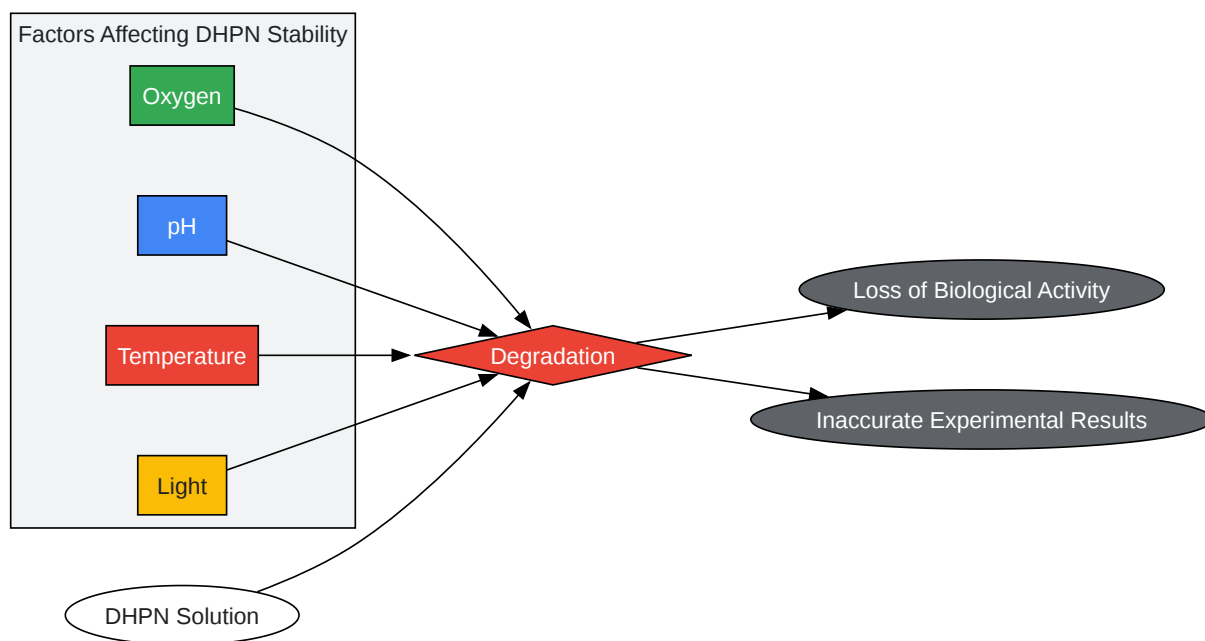 Factors Affecting DHPN Stability
Oxygen
pH
Temperature
Light
DHPN Solution
Degradation
Loss of Biological Activity
Inaccurate Experimental Results